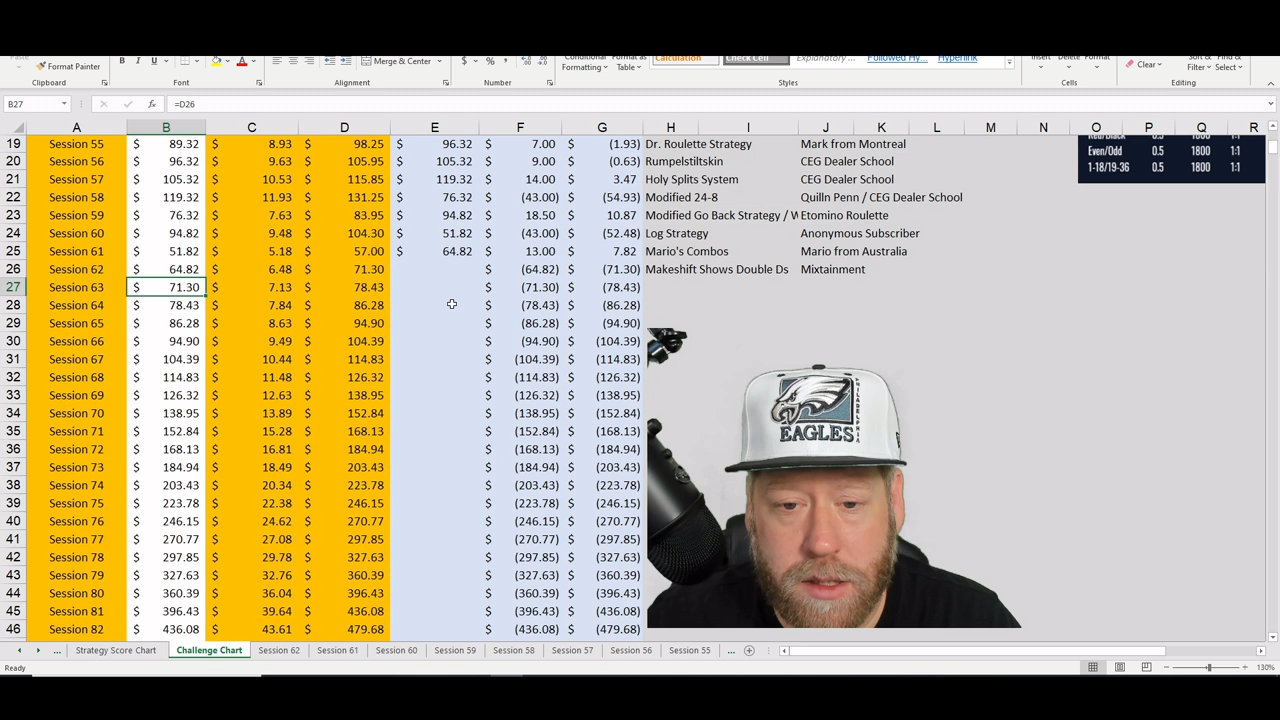 Format Painter B I U A Merge & Center $ % , Conditional Formatting Format as Table Calculation Check Cell Explanatory ... Followed Hy... Hyperlink Insert Delete Format Clear Sort & Filter Find & Select
Clipboard Font Alignment Number Styles Cells Editing
B27 fx =D26
A B C D E F G H I J K L M N O P Q R
19 Session 55 $ 89.32 $ 8.93 $ 98.25 $ 96.32 $ 7.00 $ (1.93) Dr. Roulette Strategy Mark from Montreal Red/Black 0.5 1800 1:1
20 Session 56 $ 96.32 $ 9.63 $ 105.95 $ 105.32 $ 9.00 $ (0.63) Rumpelstiltskin CEG Dealer School Even/Odd 0.5 1800 1:1
21 Session 57 $ 105.32 $ 10.53 $ 115.85 $ 119.32 $ 14.00 $ 3.47 Holy Splits System CEG Dealer School 1-18/19-36 0.5 1800 1:1
22 Session 58 $ 119.32 $ 11.93 $ 131.25 $ 76.32 $ (43.00) $ (54.93) Modified 24-8 Quilln Penn / CEG Dealer School
23 Session 59 $ 76.32 $ 7.63 $ 83.95 $ 94.82 $ 18.50 $ 10.87 Modified Go Back Strategy / W Etomino Roulette
24 Session 60 $ 94.82 $ 9.48 $ 104.30 $ 51.82 $ (43.00) $ (52.48) Log Strategy Anonymous Subscriber
25 Session 61 $ 51.82 $ 5.18 $ 57.00 $ 64.82 $ 13.00 $ 7.82 Mario's Combos Mario from Australia
26 Session 62 $ 64.82 $ 6.48 $ 71.30 $ (64.82) $ (71.30) Makeshift Shows Double Ds Mixtainment
27 Session 63 $ 71.30 $ 7.13 $ 78.43 $ (71.30) $ (78.43)
28 Session 64 $ 78.43 $ 7.84 $ 86.28 $ (78.43) $ (86.28)
29 Session 65 $ 86.28 $ 8.63 $ 94.90 $ (86.28) $ (94.90)
30 Session 66 $ 94.90 $ 9.49 $ 104.39 $ (94.90) $ (104.39)
31 Session 67 $ 104.39 $ 10.44 $ 114.83 $ (104.39) $ (114.83)
32 Session 68 $ 114.83 $ 11.48 $ 126.32 $ (114.83) $ (126.32)
33 Session 69 $ 126.32 $ 12.63 $ 138.95 $ (126.32) $ (138.95)
34 Session 70 $ 138.95 $ 13.89 $ 152.84 $ (138.95) $ (152.84)
35 Session 71 $ 152.84 $ 15.28 $ 168.13 $ (152.84) $ (168.13)
36 Session 72 $ 168.13 $ 16.81 $ 184.94 $ (168.13) $ (184.94)
37 Session 73 $ 184.94 $ 18.49 $ 203.43 $ (184.94) $ (203.43)
38 Session 74 $ 203.43 $ 20.34 $ 223.78 $ (203.43) $ (223.78)
39 Session 75 $ 223.78 $ 22.38 $ 246.15 $ (223.78) $ (246.15)
40 Session 76 $ 246.15 $ 24.62 $ 270.77 $ (246.15) $ (270.77)
41 Session 77 $ 270.77 $ 27.08 $ 297.85 $ (270.77) $ (297.85)
42 Session 78 $ 297.85 $ 29.78 $ 327.63 $ (297.85) $ (327.63)
43 Session 79 $ 327.63 $ 32.76 $ 360.39 $ (327.63) $ (360.39)
44 Session 80 $ 360.39 $ 36.04 $ 396.43 $ (360.39) $ (396.43)
45 Session 81 $ 396.43 $ 39.64 $ 436.08 $ (396.43) $ (436.08)
46 Session 82 $ 436.08 $ 43.61 $ 479.68 $ (436.08) $ (479.68)
PHILADELPHIA
EAGLES
... Strategy Score Chart Challenge Chart Session 62 Session 61 Session 60 Session 59 Session 58 Session 57 Session 56 Session 55 ...
Ready 130%